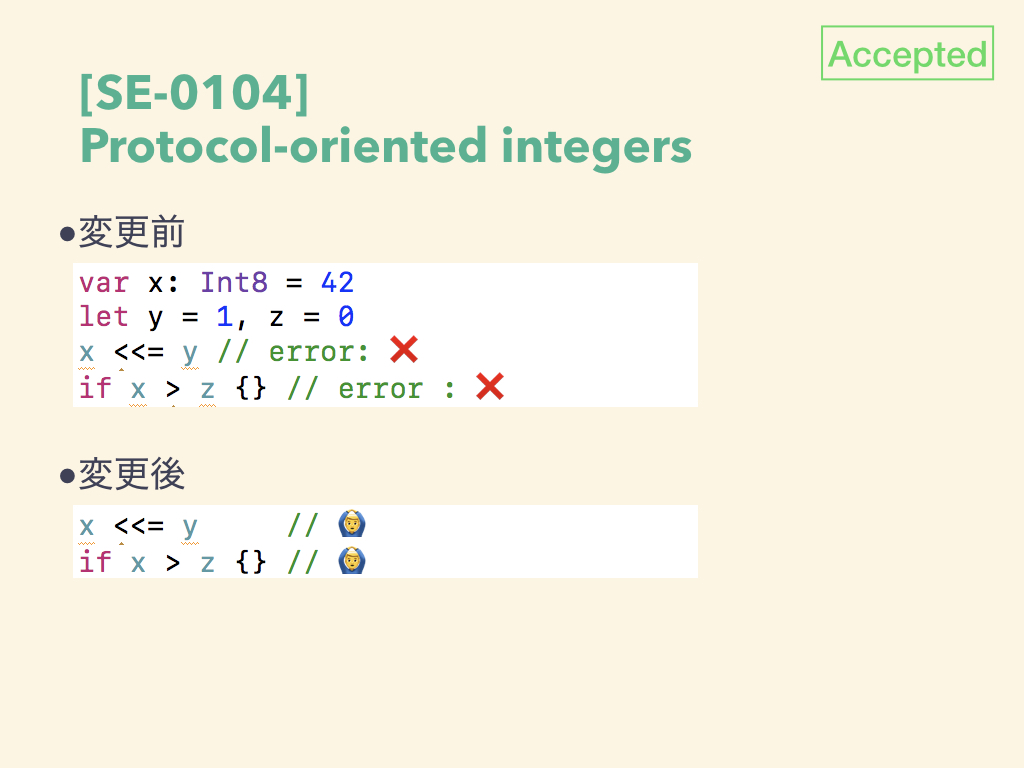 Accepted
[SE-0104]
Protocol-oriented integers
●変更前
var x: Int8 = 42
let y = 1, z = 0
x <<= y // error: ❌
if x > z {} // error : ❌
●変更後
x <<= y // 🙆
if x > z {} // 🙆